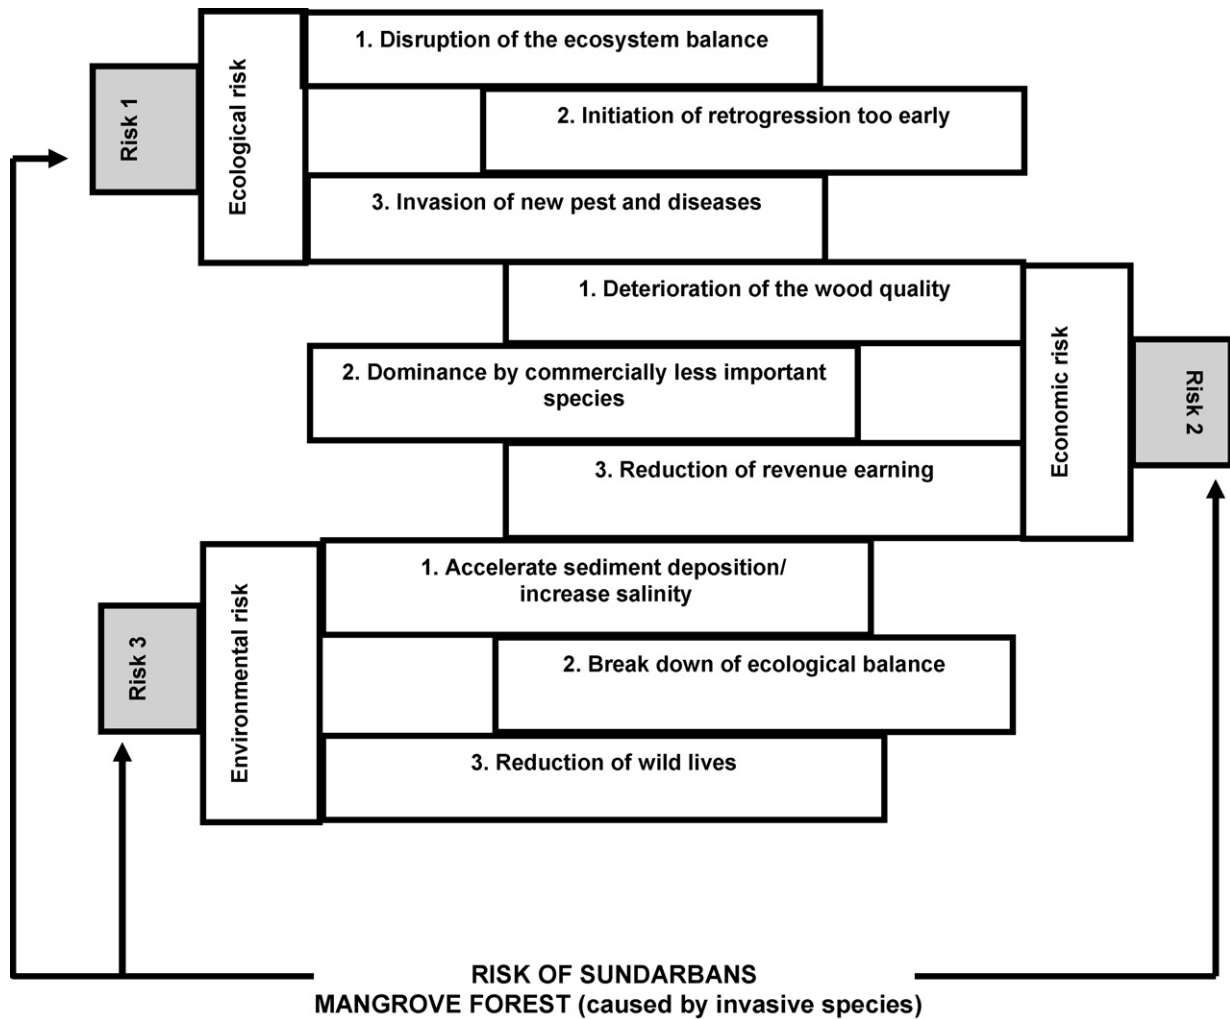 Risk 1
Ecological risk
1. Disruption of the ecosystem balance
2. Initiation of retrogression too early
3. Invasion of new pest and diseases
1. Deterioration of the wood quality
2. Dominance by commercially less important
species
3. Reduction of revenue earning
Economic risk
Risk 2
Risk 3
Environmental risk
1. Accelerate sediment deposition/
increase salinity
2. Break down of ecological balance
3. Reduction of wild lives
RISK OF SUNDARBANS
MANGROVE FOREST (caused by invasive species)